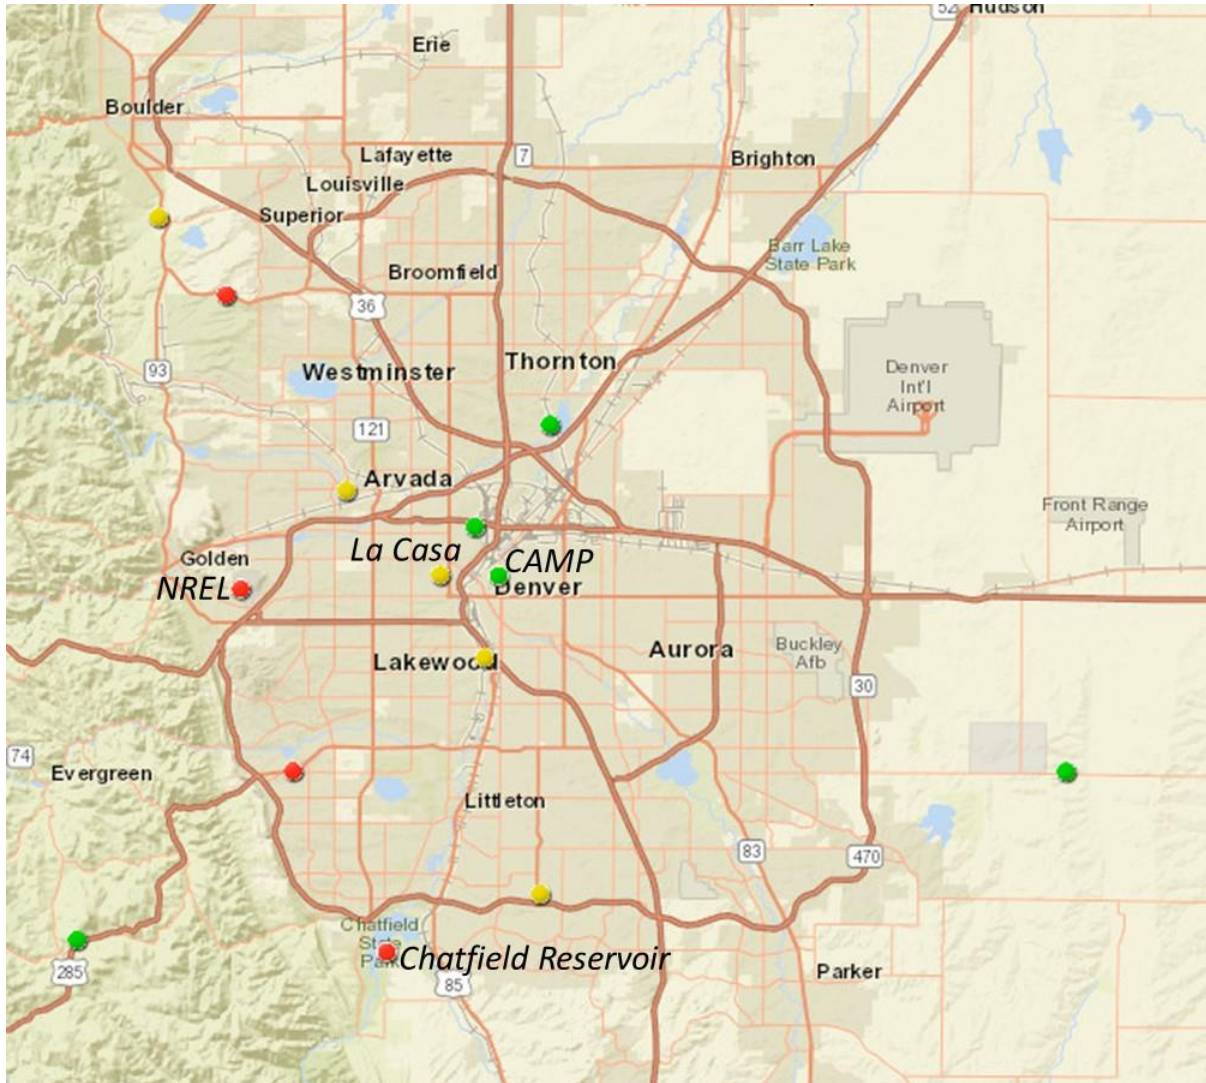 52
Hudson
Erie
Boulder
Lafayette
7
Brighton
Louisville
Superior
Barr Lake
State Park
Broomfield
36
Thornton
93
Westminster
Denver
Int'l
Airport
121
Arvada
Front Range
Airport
La Casa
CAMP
Golden
NREL
Denver
Aurora
Buckley
Afb
Lakewood
30
74
Evergreen
Littleton
83
470
Chatfield
State
Park
Chatfield Reservoir
285
85
Parker